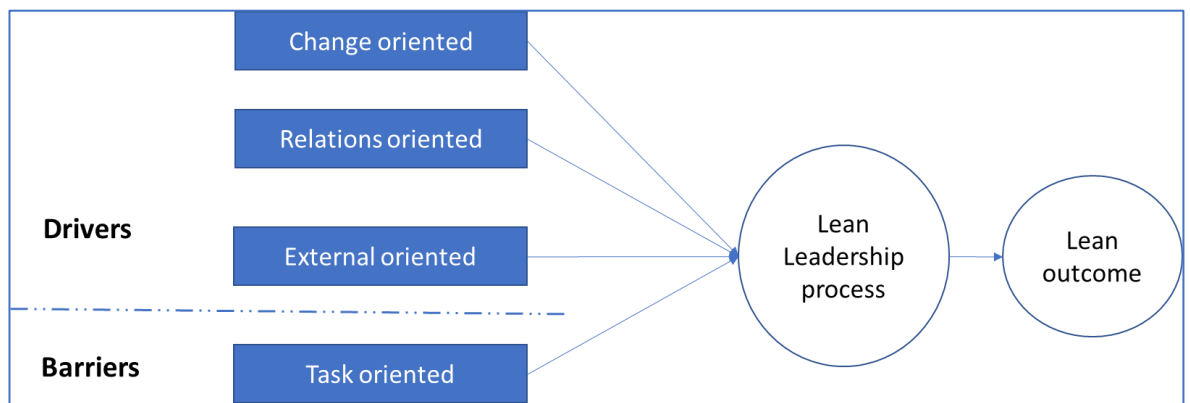 Change oriented
Relations oriented
Drivers
External oriented
Lean
Leadership
process
Lean
outcome
Barriers
Task oriented